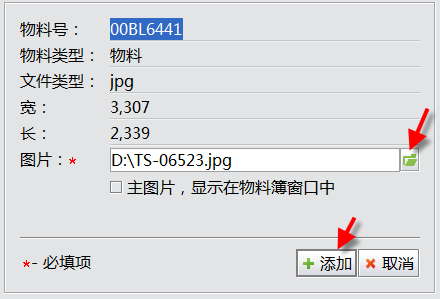 物料号： 00BL6441
物料类型： 物料
文件类型： jpg
宽： 3,307
长： 2,339
图片：* D:\TS-06523.jpg
主图片，显示在物料簿窗口中
*- 必填项 添加 取消